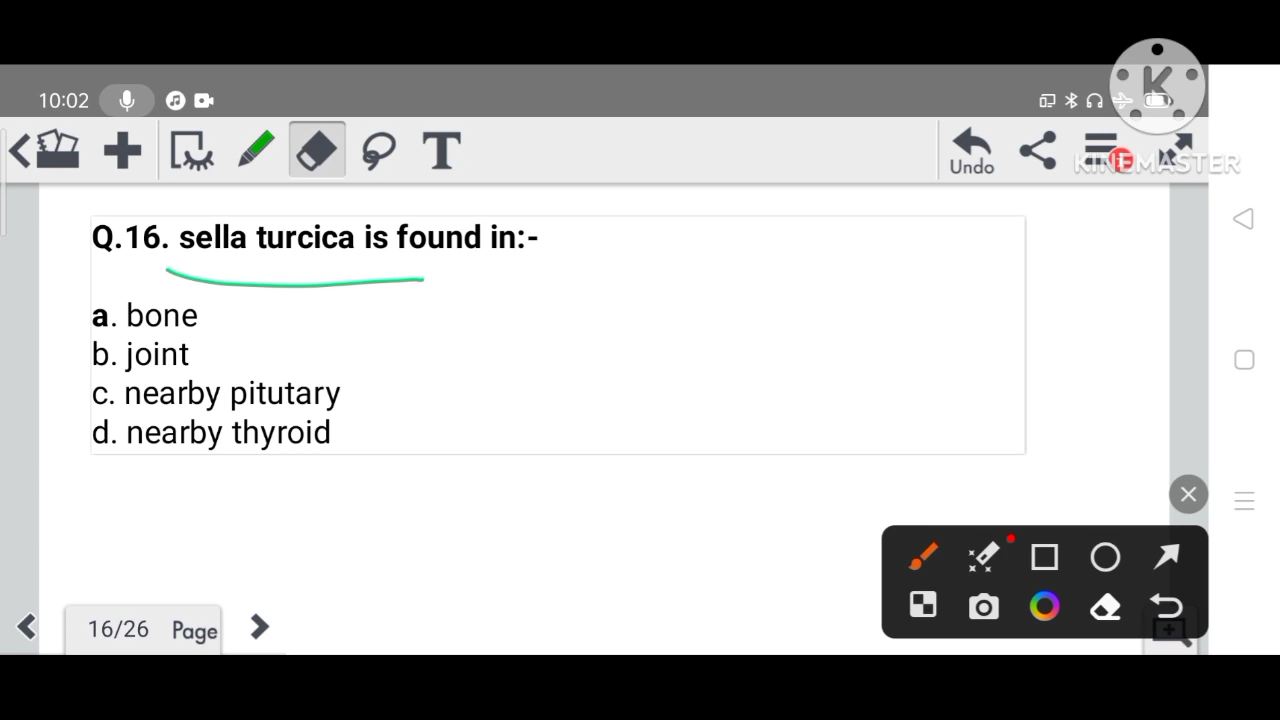 10:02
Undo
KINEMASTER
Q.16. sella turcica is found in:-
a. bone
b. joint
c. nearby pitutary
d. nearby thyroid
16/26 Page